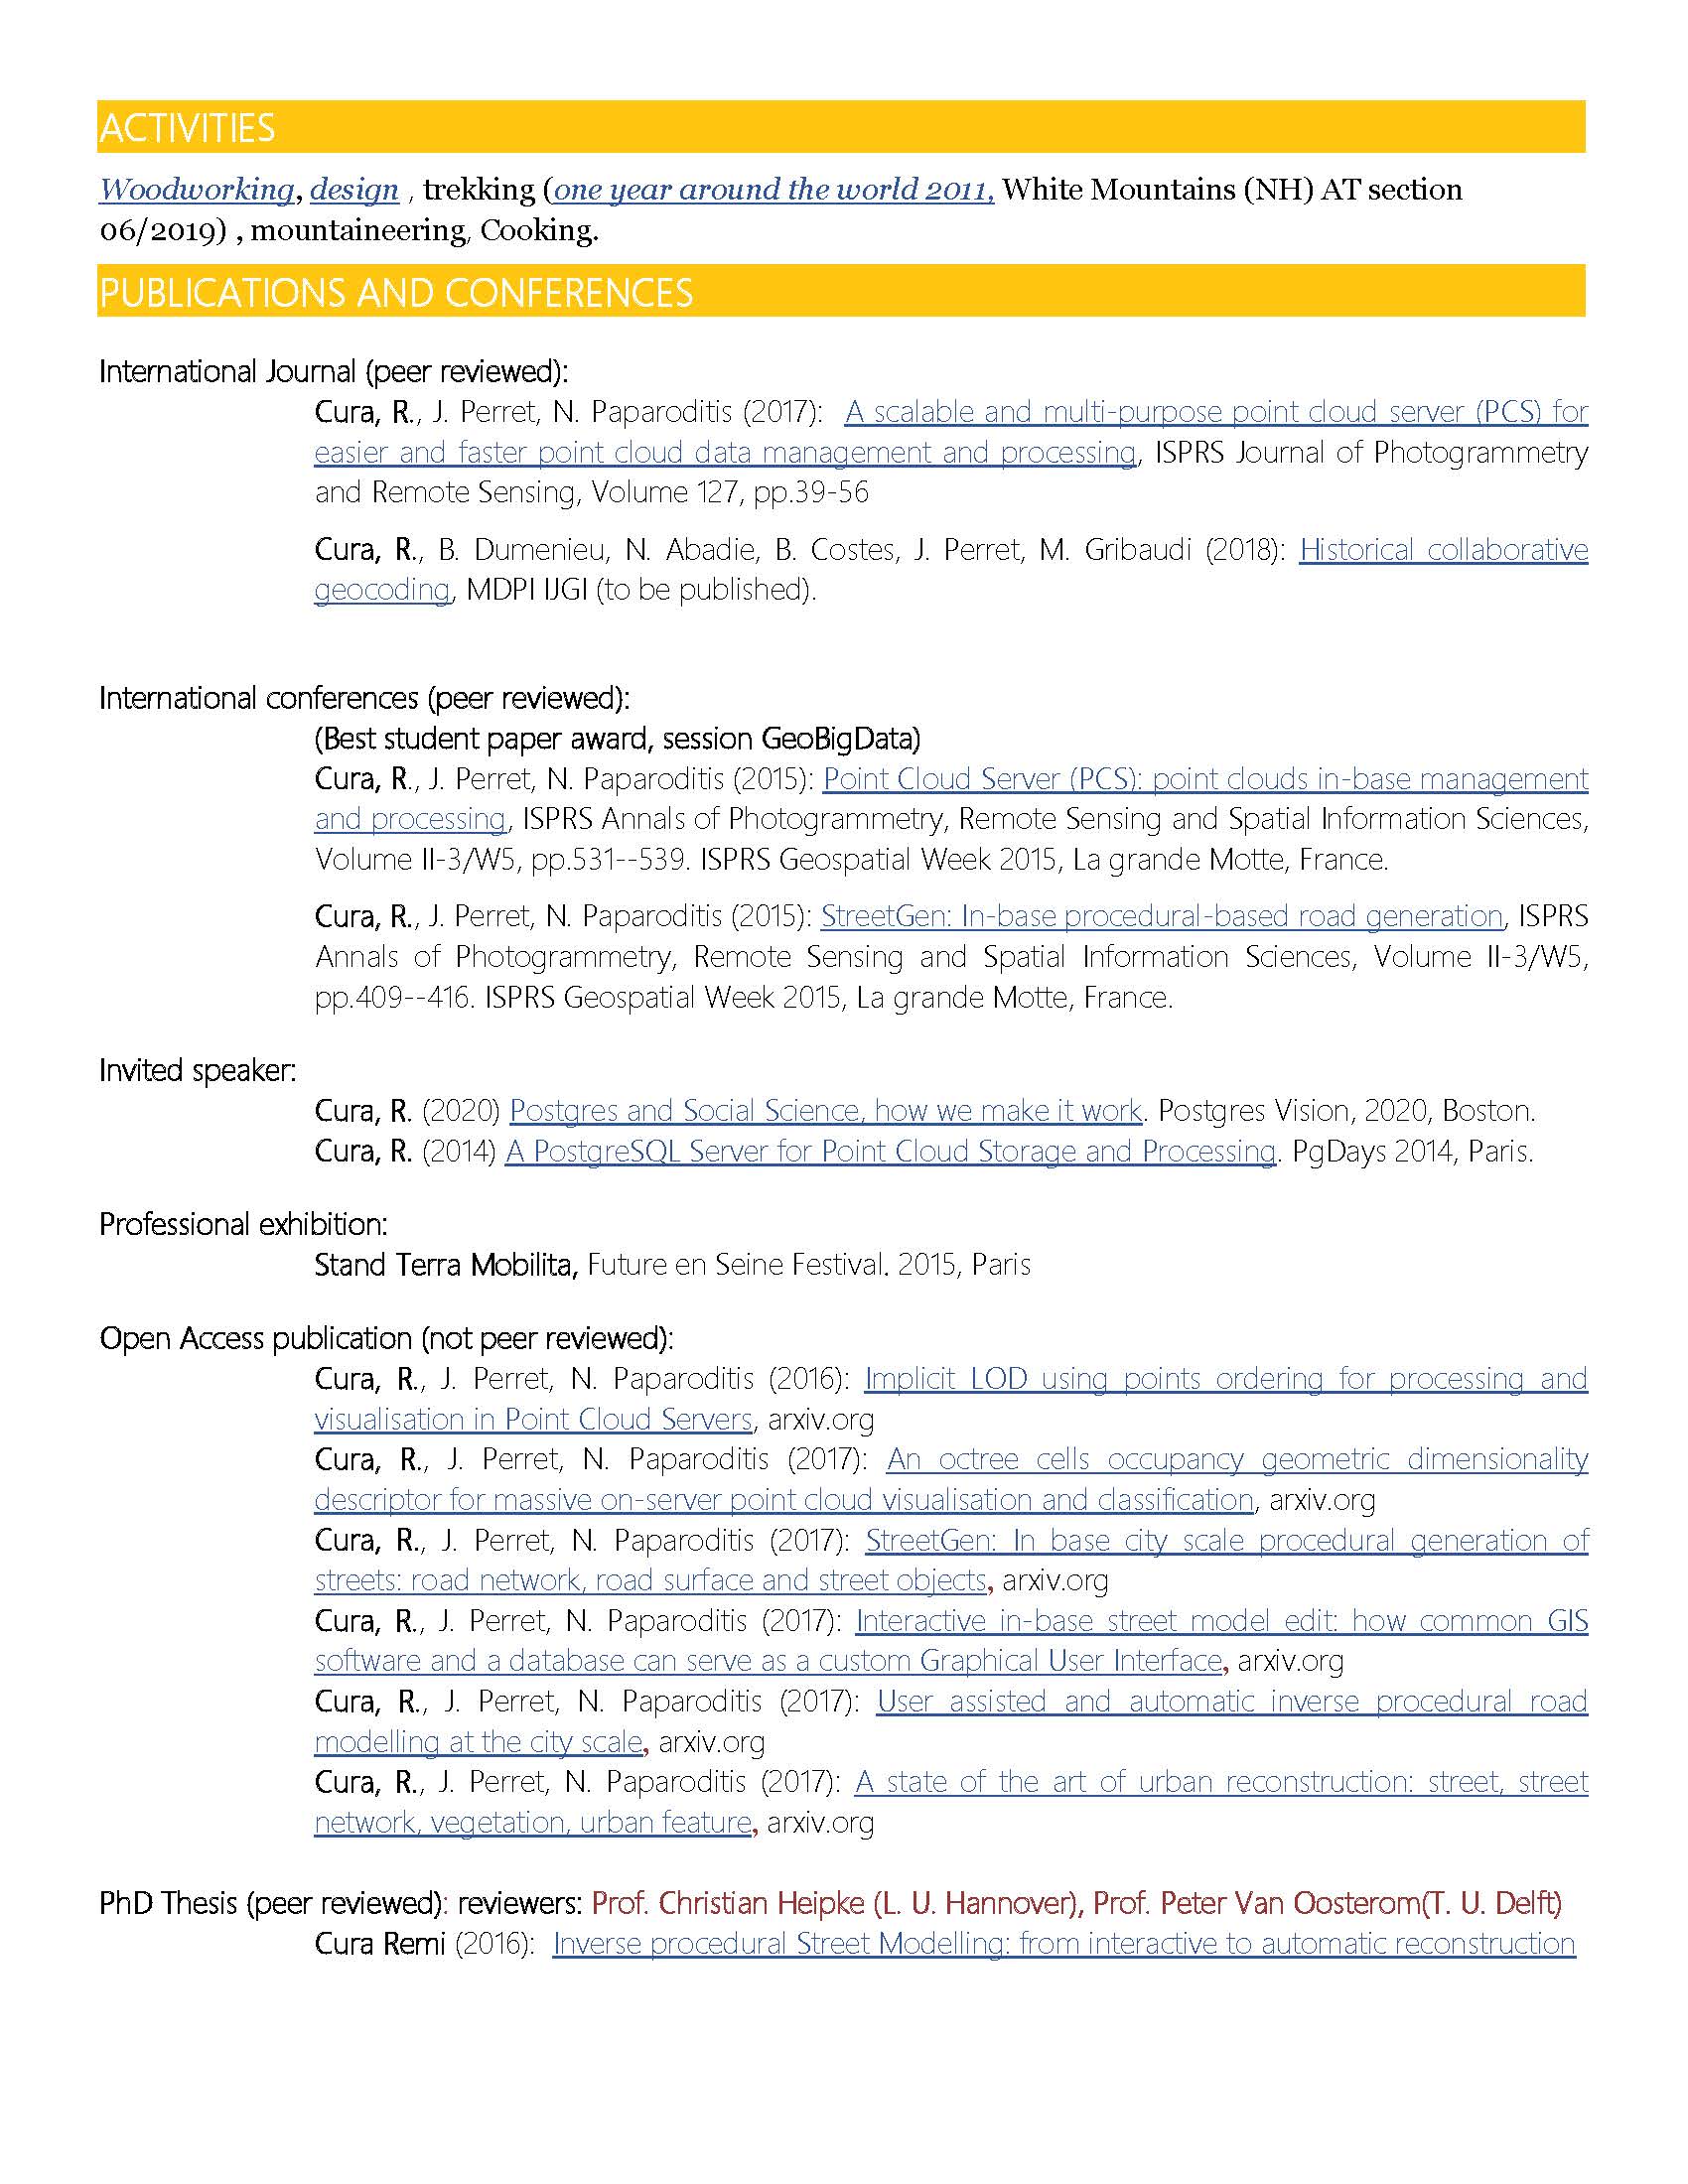 ACTIVITIES
Woodworking, design , trekking (one year around the world 2011, White Mountains (NH) AT section
06/2019) , mountaineering, Cooking.
PUBLICATIONS AND CONFERENCES
International Journal (peer reviewed):
Cura, R., J. Perret, N. Paparoditis (2017): A scalable and multi-purpose point cloud server (PCS) for
easier and faster point cloud data management and processing, ISPRS Journal of Photogrammetry
and Remote Sensing, Volume 127, pp.39-56
Cura, R., B. Dumenieu, N. Abadie, B. Costes, J. Perret, M. Gribaudi (2018): Historical collaborative
geocoding, MDPI IJGI (to be published).
International conferences (peer reviewed):
(Best student paper award, session GeoBigData)
Cura, R., J. Perret, N. Paparoditis (2015): Point Cloud Server (PCS): point clouds in-base management
and processing, ISPRS Annals of Photogrammetry, Remote Sensing and Spatial Information Sciences,
Volume II-3/W5, pp.531--539. ISPRS Geospatial Week 2015, La grande Motte, France.
Cura, R., J. Perret, N. Paparoditis (2015): StreetGen: In-base procedural-based road generation, ISPRS
Annals of Photogrammetry, Remote Sensing and Spatial Information Sciences, Volume II-3/W5,
pp.409--416. ISPRS Geospatial Week 2015, La grande Motte, France.
Invited speaker:
Cura, R. (2020) Postgres and Social Science, how we make it work. Postgres Vision, 2020, Boston.
Cura, R. (2014) A PostgreSQL Server for Point Cloud Storage and Processing. PgDays 2014, Paris.
Professional exhibition:
Stand Terra Mobilita, Future en Seine Festival. 2015, Paris
Open Access publication (not peer reviewed):
Cura, R., J. Perret, N. Paparoditis (2016): Implicit LOD using points ordering for processing and
visualisation in Point Cloud Servers, arxiv.org
Cura, R., J. Perret, N. Paparoditis (2017): An octree cells occupancy geometric dimensionality
descriptor for massive on-server point cloud visualisation and classification, arxiv.org
Cura, R., J. Perret, N. Paparoditis (2017): StreetGen: In base city scale procedural generation of
streets: road network, road surface and street objects, arxiv.org
Cura, R., J. Perret, N. Paparoditis (2017): Interactive in-base street model edit: how common GIS
software and a database can serve as a custom Graphical User Interface, arxiv.org
Cura, R., J. Perret, N. Paparoditis (2017): User assisted and automatic inverse procedural road
modelling at the city scale, arxiv.org
Cura, R., J. Perret, N. Paparoditis (2017): A state of the art of urban reconstruction: street, street
network, vegetation, urban feature, arxiv.org
PhD Thesis (peer reviewed): reviewers: Prof. Christian Heipke (L. U. Hannover), Prof. Peter Van Oosterom(T. U. Delft)
Cura Remi (2016): Inverse procedural Street Modelling: from interactive to automatic reconstruction